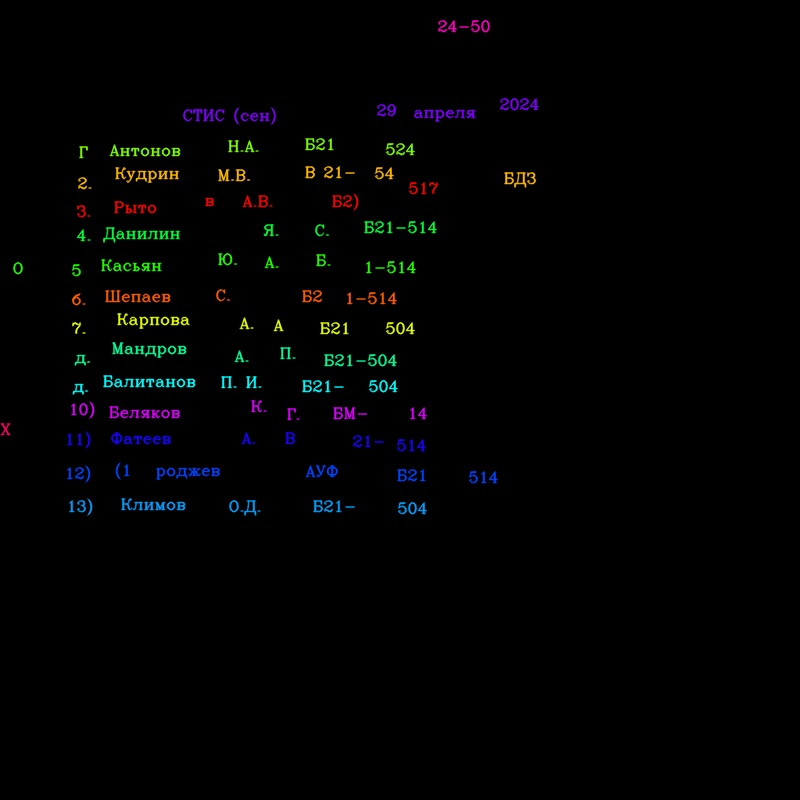 24-50
СТИС (сен) 29 апреля 2024
Г Антонов Н.А. Б21 524
2. Кудрин М.В. В 21- 54 БДЗ
3. Рыто в А.В. Б2) 517
4. Данилин Я. С. Б21-514
О 5 Касьян Ю. А. Б. 1-514
6. Шепаев С. Б2 1-514
7. Карпова А. А Б21 504
д. Мандров А. П. Б21-504
д. Балитанов П. И. Б21- 504
10) Беляков К. Г. БМ- 14
Х 11) Фатеев А. В 21- 514
12) (1 роджев АУФ Б21 514
13) Климов О.Д. Б21- 504